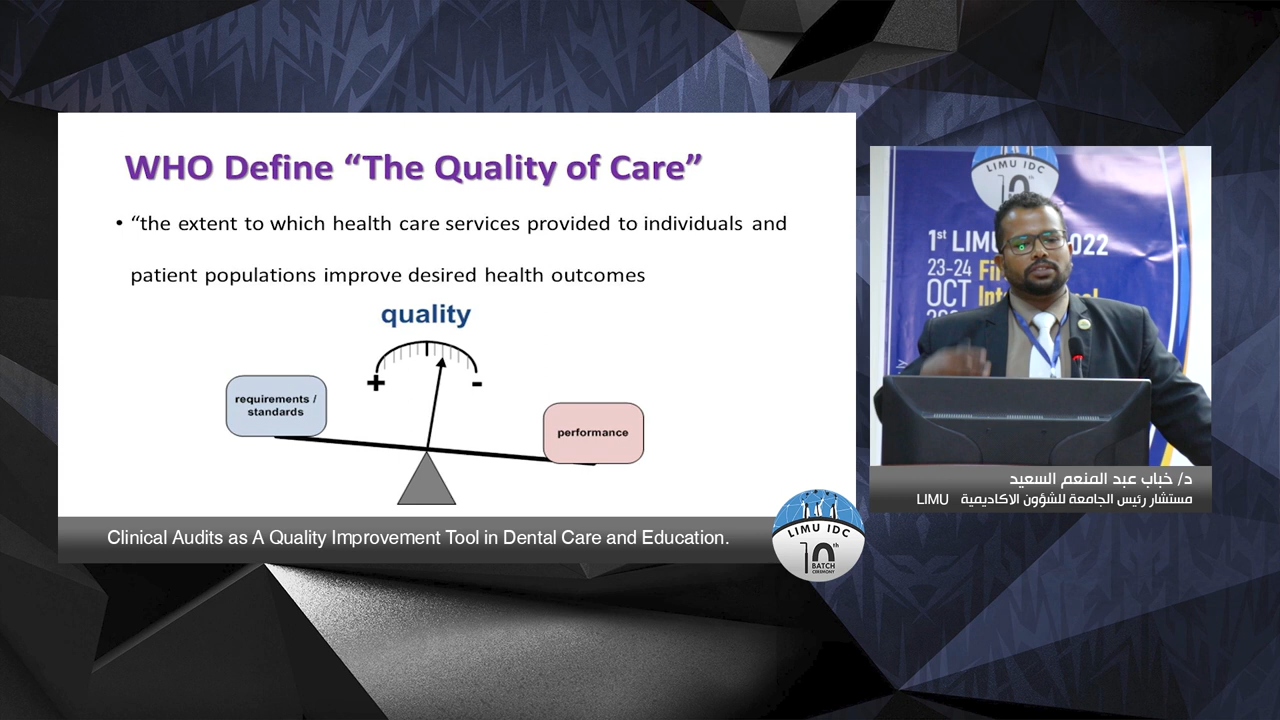 WHO Define “The Quality of Care”
• “the extent to which health care services provided to individuals and
patient populations improve desired health outcomes
quality
+ -
requirements /
standards
performance
Clinical Audits as A Quality Improvement Tool in Dental Care and Education.
LIMU IDC
10th
BATCH
CEREMONY
LIMU IDC
10th
1st LIMU
2022
23-24
OCT
د/ خباب عبد المنعم السعيد
مستشار رئيس الجامعة للشؤون الاكاديمية LIMU